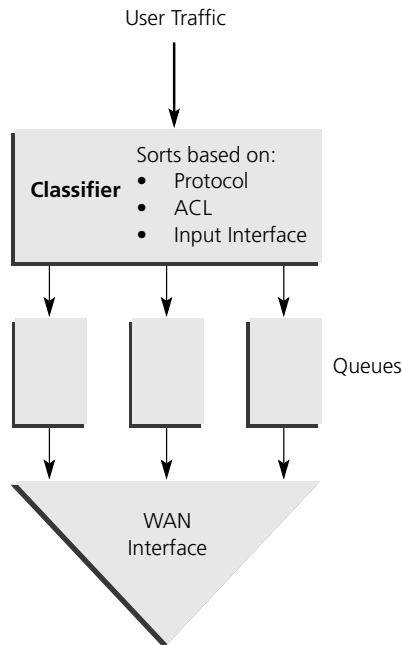 User Traffic
Classifier
Sorts based on:
• Protocol
• ACL
• Input Interface
Queues
WAN
Interface